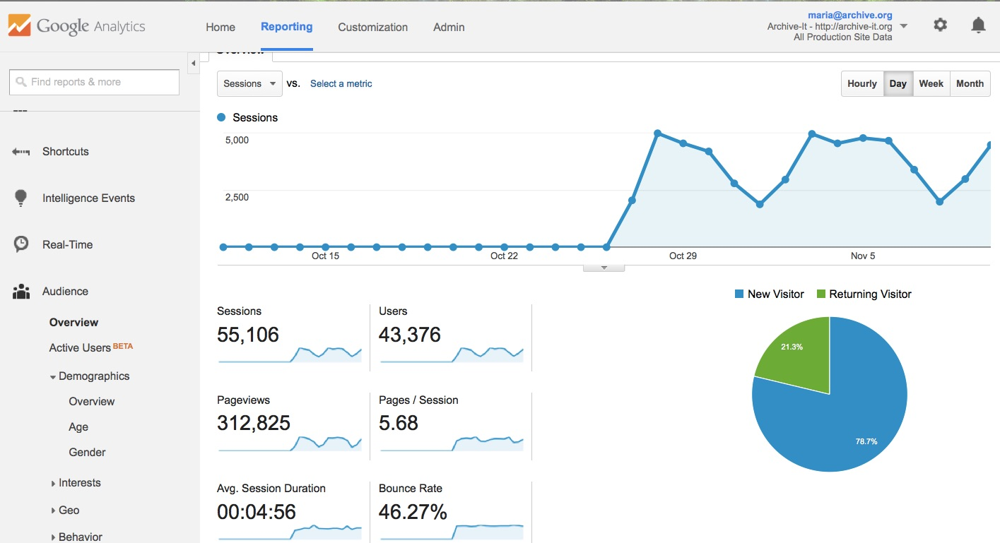 Google Analytics
Home
Reporting
Customization
Admin
maria@archive.org
Archive-It - http://archive-it.org
All Production Site Data
Find reports & more
Shortcuts
Intelligence Events
Real-Time
Audience
Overview
Active Users BETA
Demographics
Overview
Age
Gender
Interests
Geo
Behavior
Overview
Sessions
vs.
Select a metric
Hourly
Day
Week
Month
Sessions
5,000
2,500
Oct 15
Oct 22
Oct 29
Nov 5
Sessions
55,106
Users
43,376
Pageviews
312,825
Pages / Session
5.68
Avg. Session Duration
00:04:56
Bounce Rate
46.27%
New Visitor
Returning Visitor
21.3%
78.7%